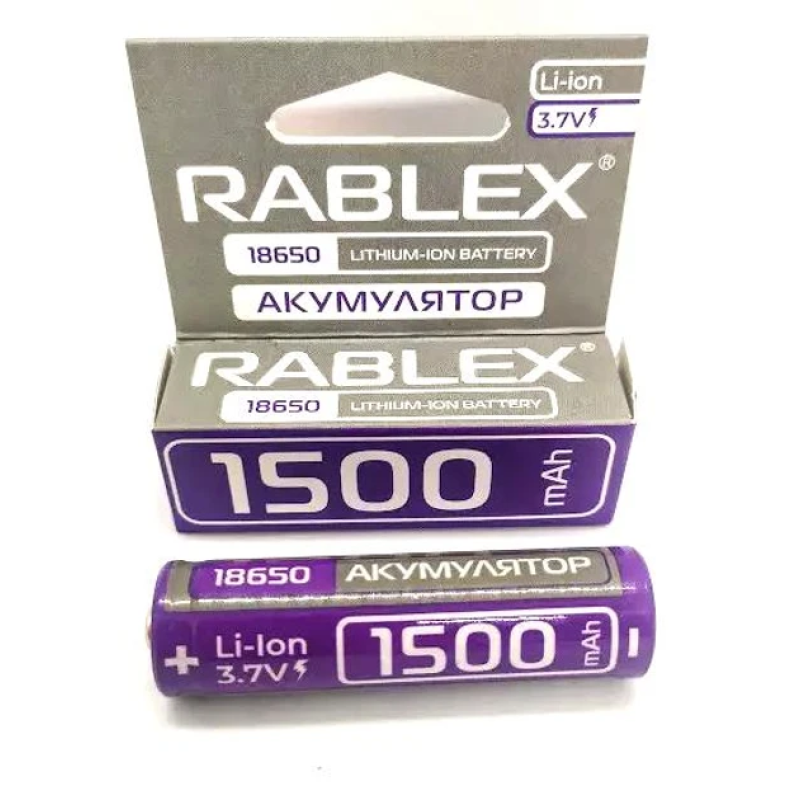 Li-ion
3.7V
RABLEX®
18650 LITHIUM-ION BATTERY
АКУМУЛЯТОР
RABLEX®
18650 LITHIUM-ION BATTERY
1500 mAh
18650 АКУМУЛЯТОР
+ Li-Ion 1500 mAh -
3.7V